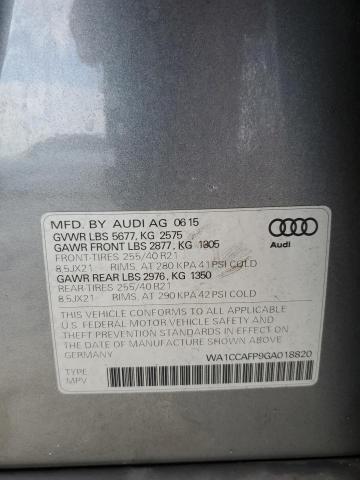 MFD. BY AUDI AG 06 15
GVWR LBS 5677, KG 2575
GAWR FRONT LBS 2877, KG 1305
FRONT-TIRES 255/40 R21
8.5JX21 RIMS, AT 280 KPA 41 PSI COLD
GAWR REAR LBS 2976, KG 1350
REAR-TIRES 255/40 R21
8.5JX21 RIMS, AT 290 KPA 42 PSI COLD
Audi
THIS VEHICLE CONFORMS TO ALL APPLICABLE
U.S. FEDERAL MOTOR VEHICLE SAFETY AND
THEFT PREVENTION STANDARDS IN EFFECT ON
THE DATE OF MANUFACTURE SHOWN ABOVE.
TYPE
MPV
WA1CCAFP9GA018820